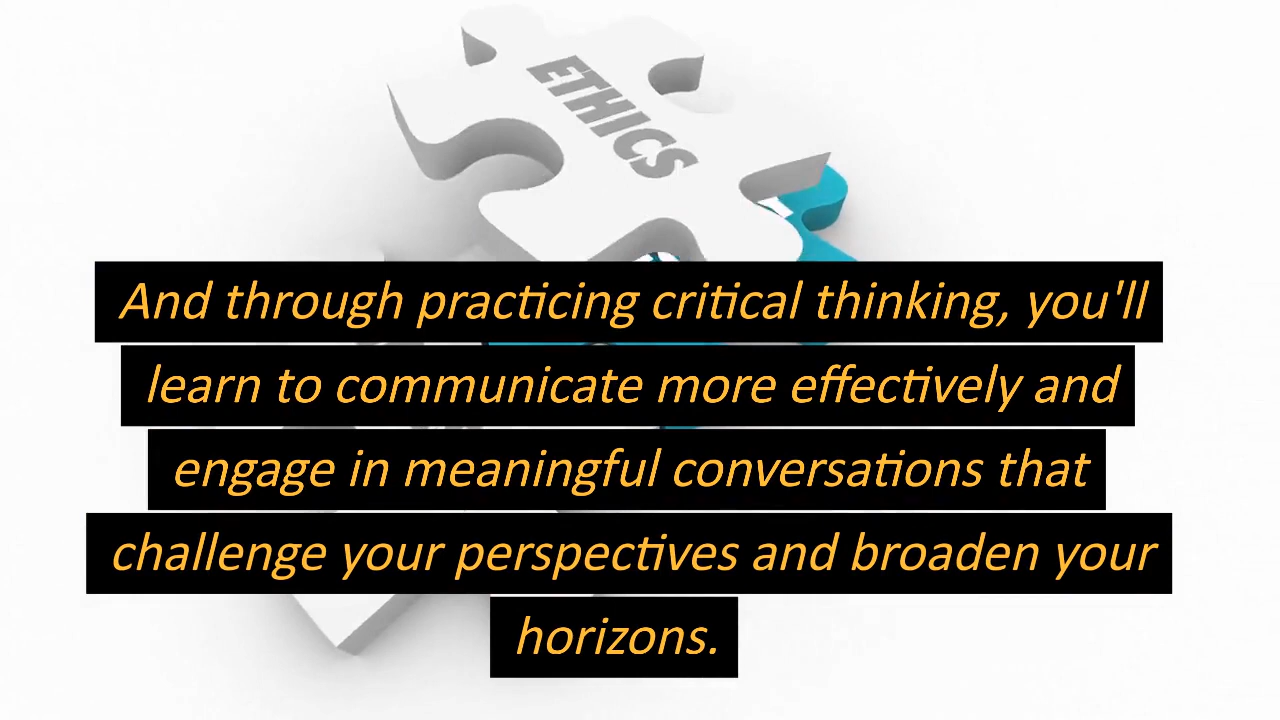 ETHICS
And through practicing critical thinking, you'll
learn to communicate more effectively and
engage in meaningful conversations that
challenge your perspectives and broaden your
horizons.